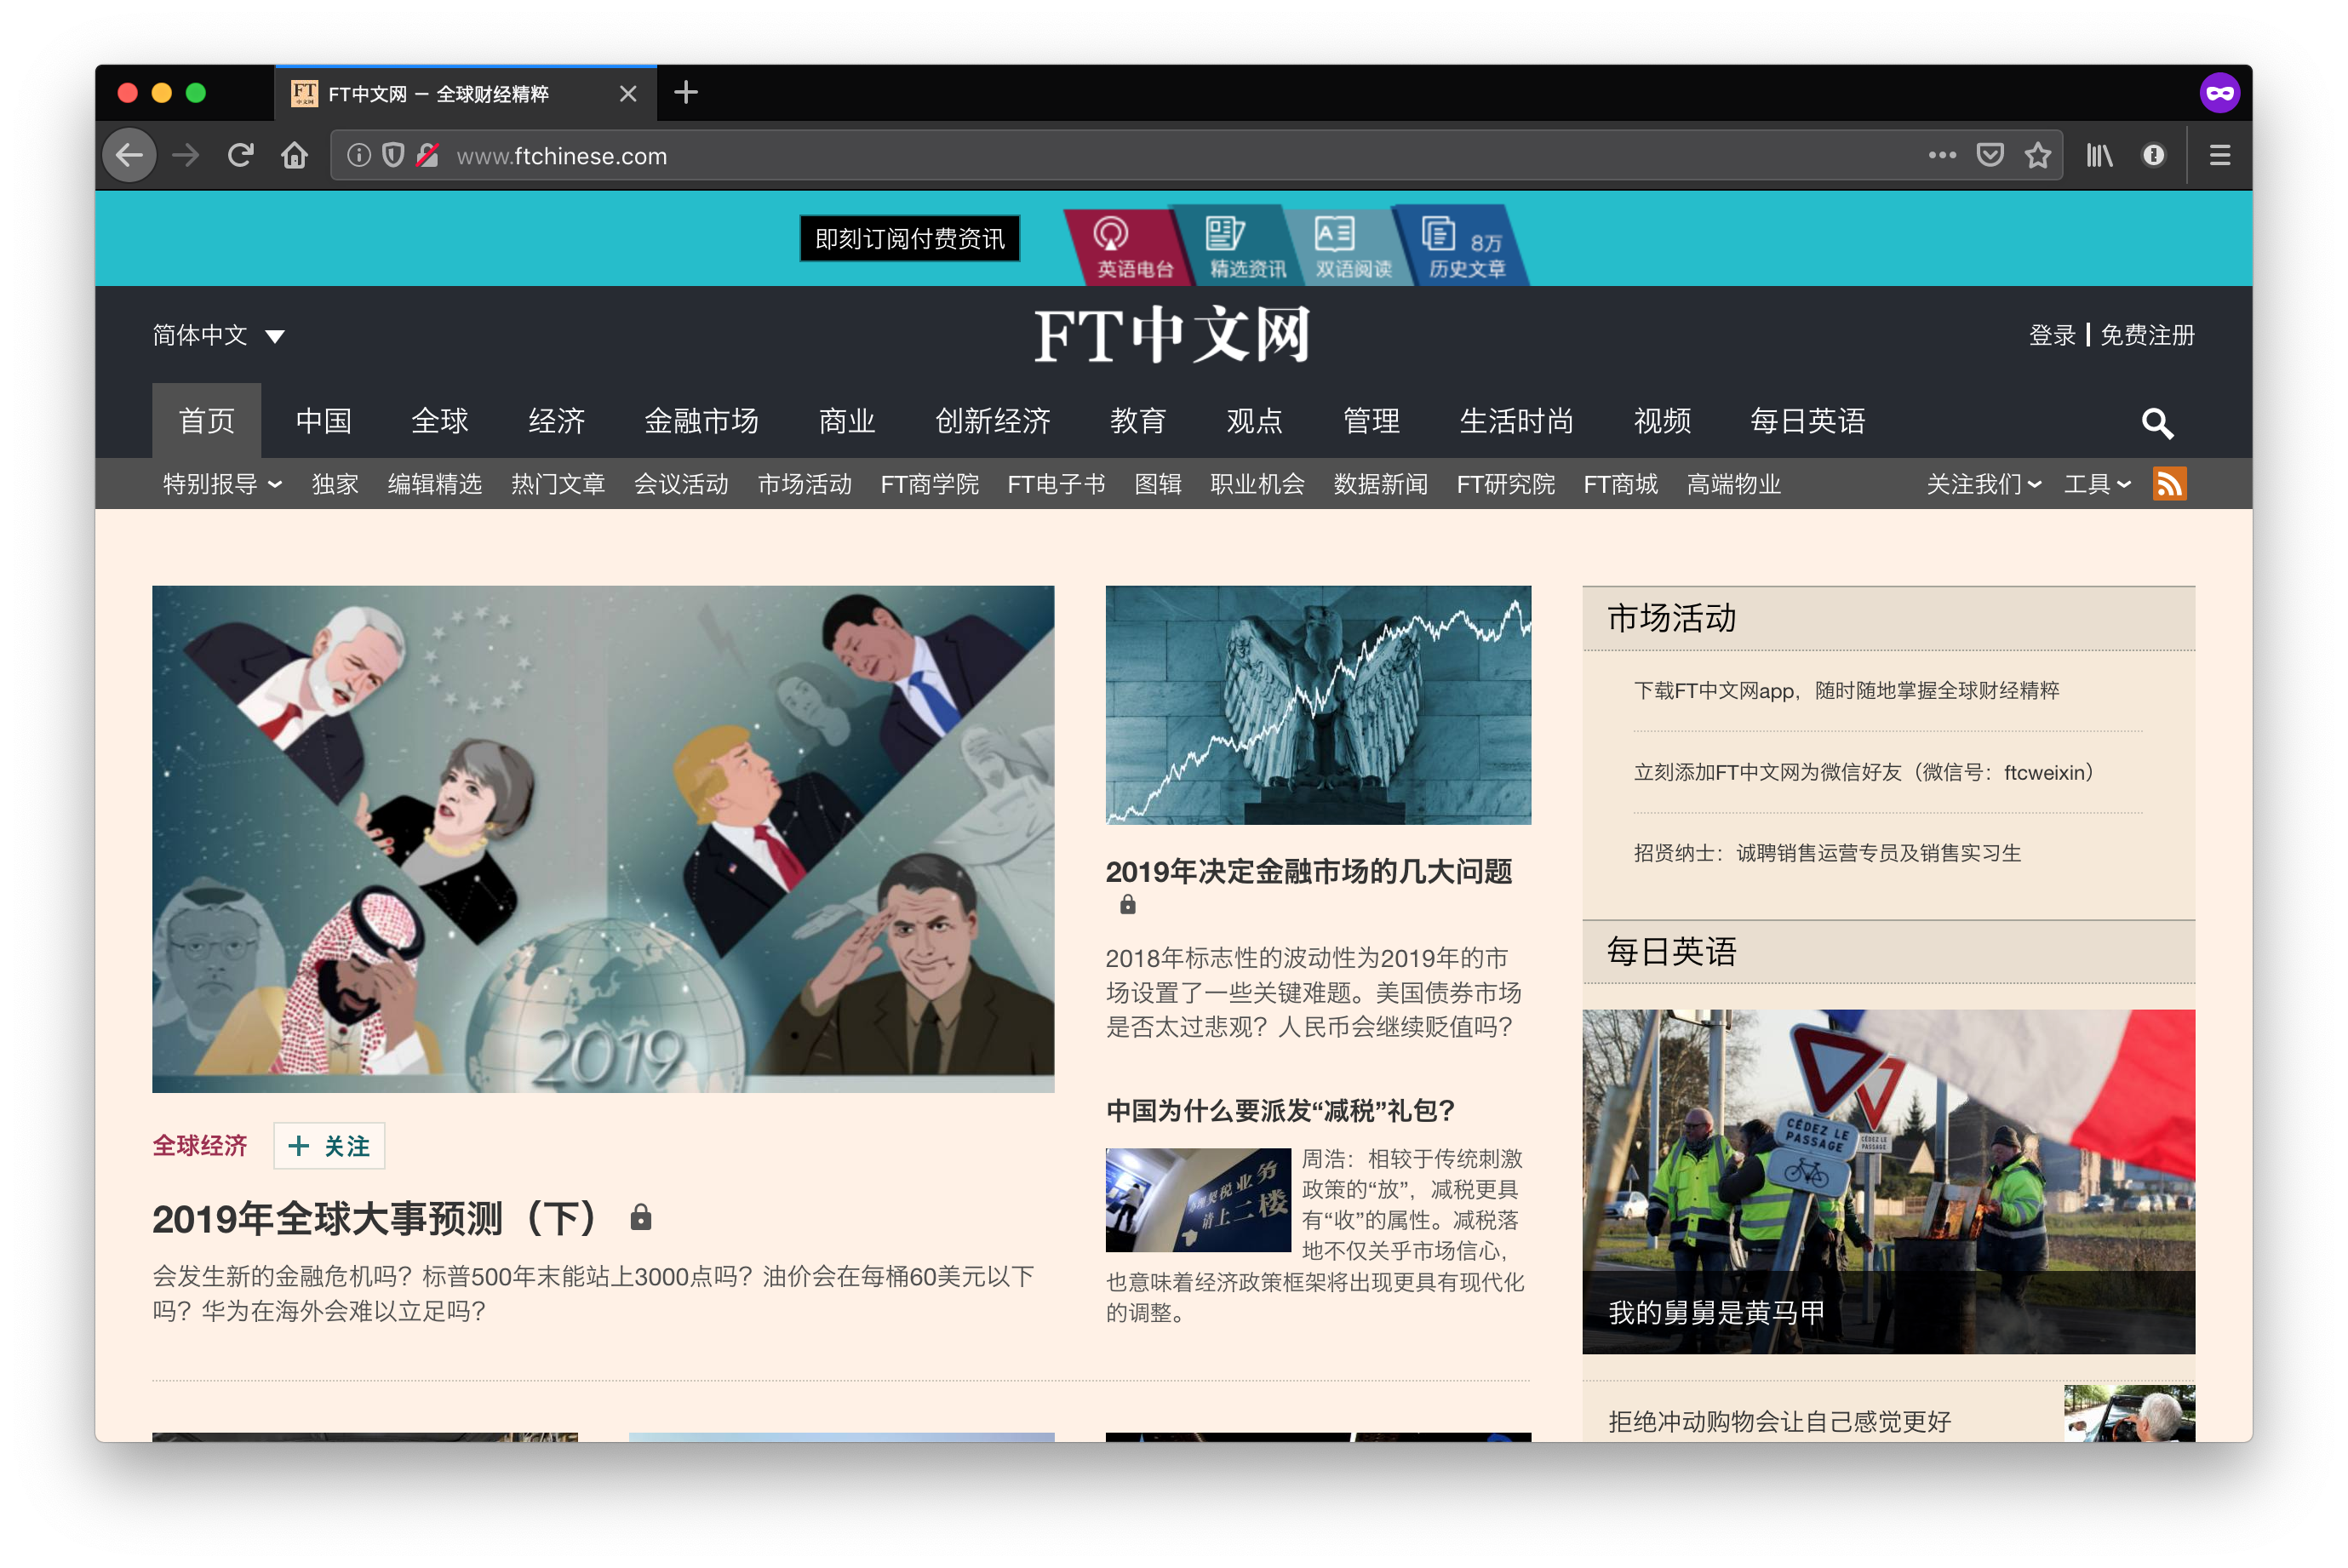 FT中文网 － 全球财经精粹
www.ftchinese.com
即刻订阅付费资讯
英语电台
精选资讯
双语阅读
8万
历史文章
简体中文
FT中文网
登录 | 免费注册
首页 中国 全球 经济 金融市场 商业 创新经济 教育 观点 管理 生活时尚 视频 每日英语
特别报导 独家 编辑精选 热门文章 会议活动 市场活动 FT商学院 FT电子书 图辑 职业机会 数据新闻 FT研究院 FT商城 高端物业 关注我们 工具
2019
全球经济
+ 关注
2019年全球大事预测（下）
会发生新的金融危机吗？标普500年末能站上3000点吗？油价会在每桶60美元以下
吗？华为在海外会难以立足吗？
2019年决定金融市场的几大问题
2018年标志性的波动性为2019年的市
场设置了一些关键难题。美国债券市场
是否太过悲观？人民币会继续贬值吗？
中国为什么要派发“减税”礼包？
理契税业务
请上二楼
周浩：相较于传统刺激
政策的“放”，减税更具
有“收”的属性。减税落
地不仅关乎市场信心，
也意味着经济政策框架将出现更具有现代化
的调整。
市场活动
下载FT中文网app，随时随地掌握全球财经精粹
立刻添加FT中文网为微信好友（微信号：ftcweixin）
招贤纳士：诚聘销售运营专员及销售实习生
每日英语
CÉDEZ LE
PASSAGE
CÉDEZ LE
PASSAGE
我的舅舅是黄马甲
拒绝冲动购物会让自己感觉更好